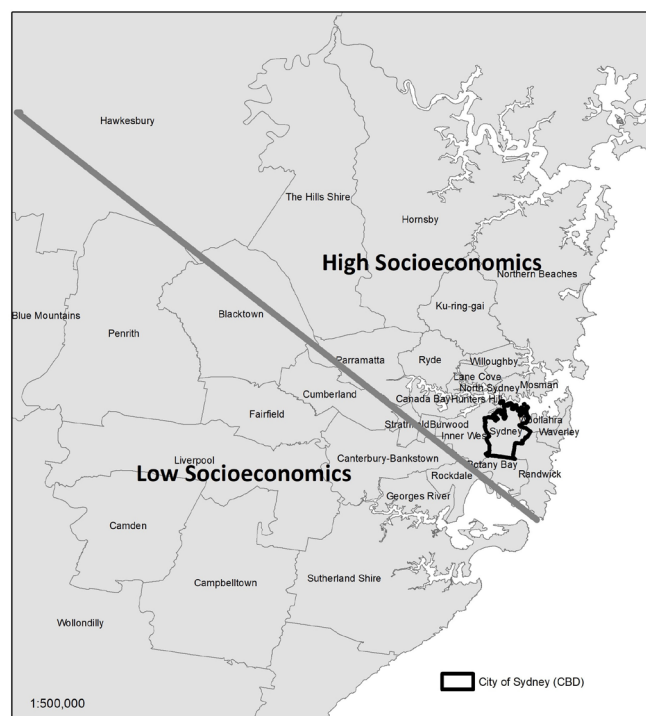 Hawkesbury
The Hills Shire
Hornsby
High Socioeconomics
Northern Beaches
Ku-ring-gai
Blue Mountains
Penrith
Blacktown
Parramatta
Ryde
Willoughby
Lane Cove
North Sydney
Mosman
Cumberland
Canada Bay
Hunters Hill
Fairfield
Strathfield
Burwood
Woollahra
Inner West
Sydney
Waverley
Canterbury-Bankstown
Liverpool
Low Socioeconomics
Botany Bay
Rockdale
Randwick
Georges River
Camden
Campbelltown
Sutherland Shire
Wollondilly
City of Sydney (CBD)
1:500,000